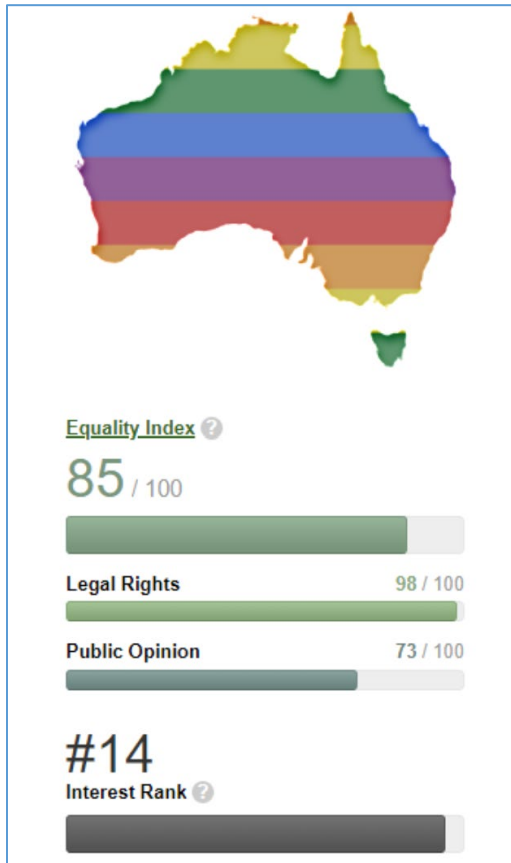 Equality Index ?
85 / 100
Legal Rights 98 / 100
Public Opinion 73 / 100
#14
Interest Rank ?